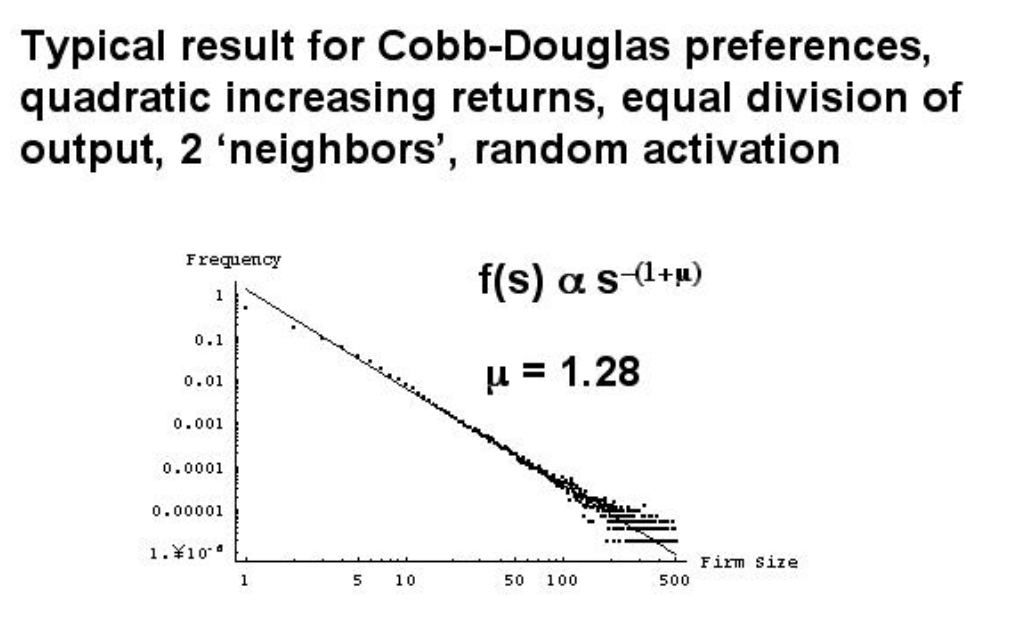 Typical result for Cobb-Douglas preferences,
quadratic increasing returns, equal division of
output, 2 ‘neighbors’, random activation
Frequency
f(s) α s⁻⁽¹⁺μ⁾
μ = 1.28
1
0.1
0.01
0.001
0.0001
0.00001
1.¥10⁻⁶
1 5 10 50 100 500
Firm Size